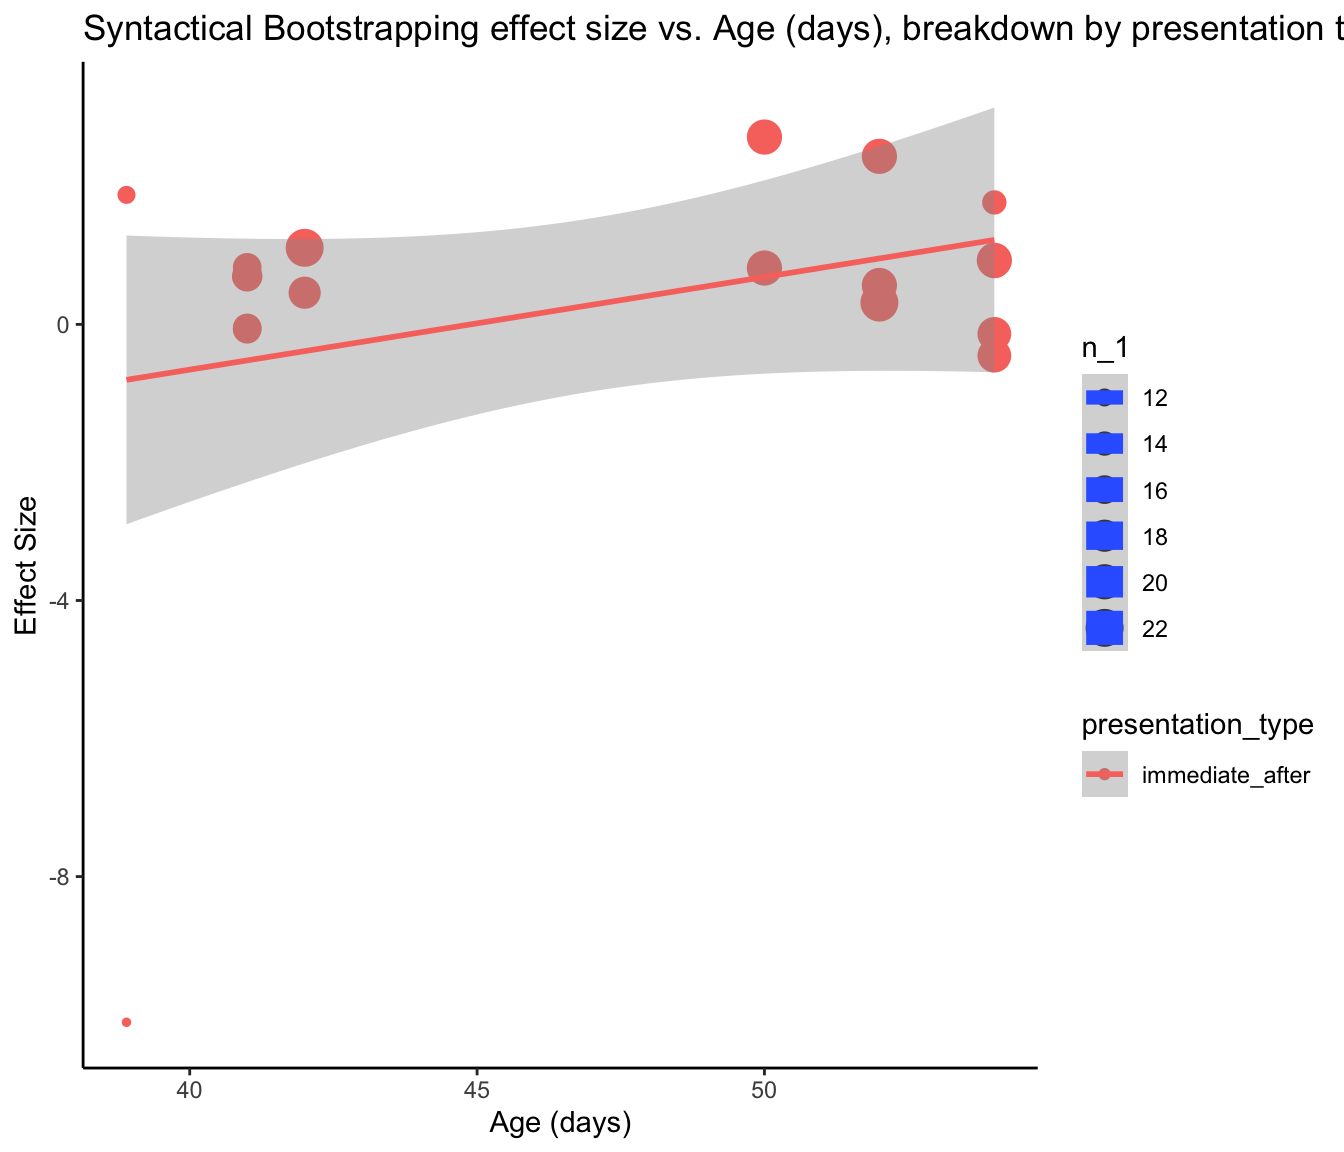 Syntactical Bootstrapping effect size vs. Age (days), breakdown by presentation t
0
-4
-8
Effect Size
40
45
50
Age (days)
n_1
12
14
16
18
20
22
presentation_type
immediate_after